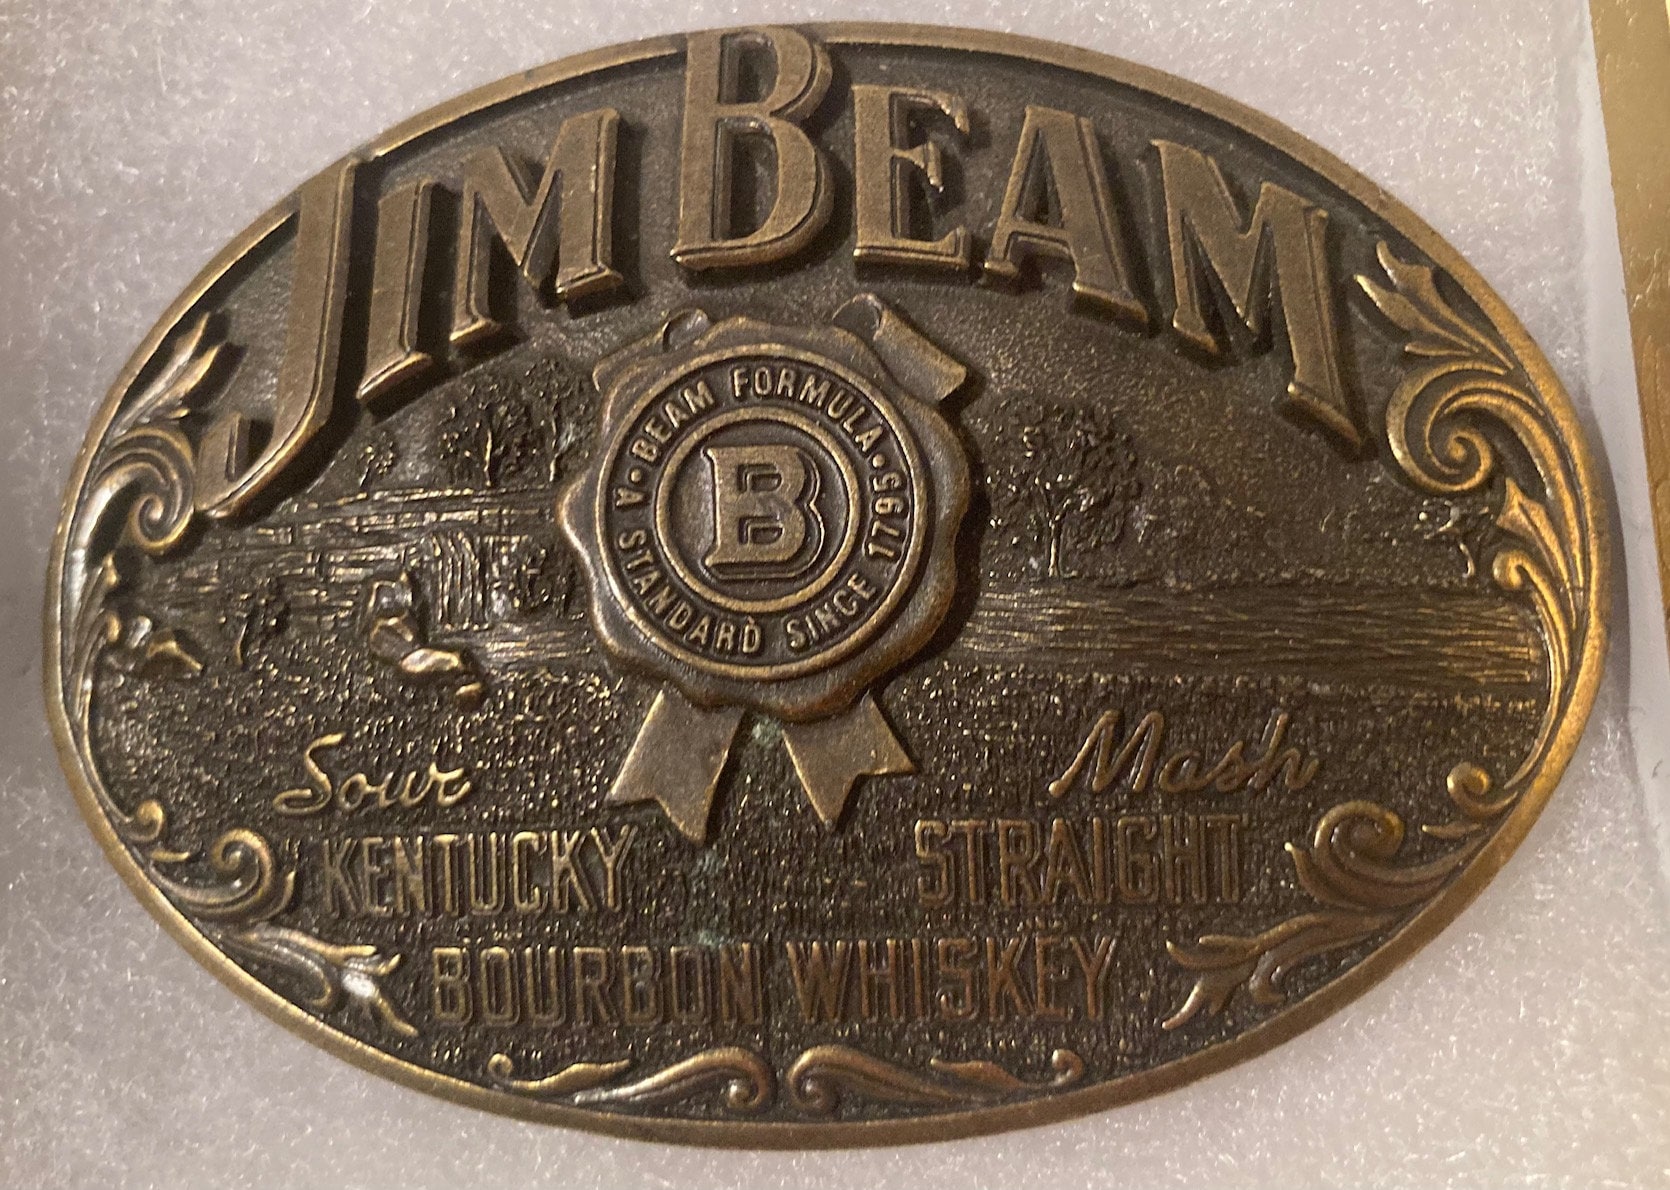 JIM BEAM
BEAM FORMULA • 1795
• A STANDARD SINCE
B
Sour Mash
KENTUCKY STRAIGHT
BOURBON WHISKEY